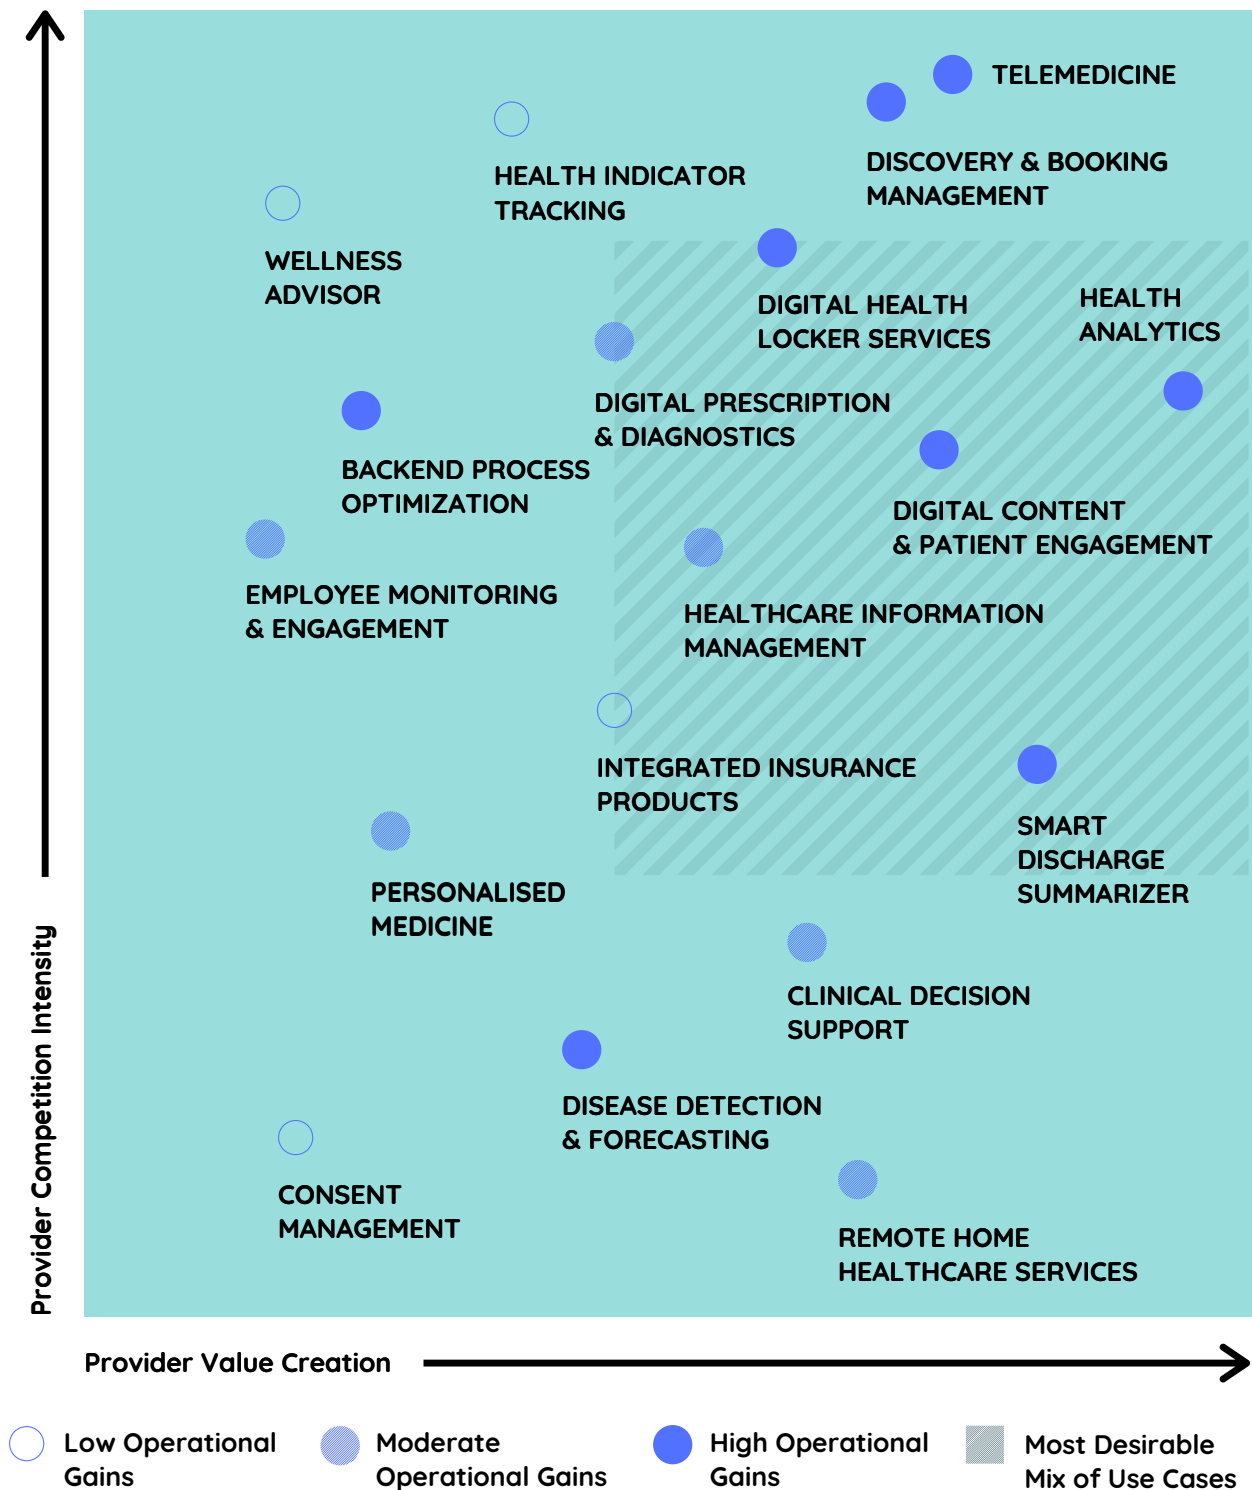 TELEMEDICINE
DISCOVERY & BOOKING
MANAGEMENT
HEALTH INDICATOR
TRACKING
WELLNESS
ADVISOR
DIGITAL HEALTH
LOCKER SERVICES
HEALTH
ANALYTICS
DIGITAL PRESCRIPTION
& DIAGNOSTICS
BACKEND PROCESS
OPTIMIZATION
DIGITAL CONTENT
& PATIENT ENGAGEMENT
EMPLOYEE MONITORING
& ENGAGEMENT
HEALTHCARE INFORMATION
MANAGEMENT
INTEGRATED INSURANCE
PRODUCTS
SMART
DISCHARGE
SUMMARIZER
PERSONALISED
MEDICINE
CLINICAL DECISION
SUPPORT
DISEASE DETECTION
& FORECASTING
CONSENT
MANAGEMENT
REMOTE HOME
HEALTHCARE SERVICES
Provider Competition Intensity
Provider Value Creation
Low Operational
Gains
Moderate
Operational Gains
High Operational
Gains
Most Desirable
Mix of Use Cases